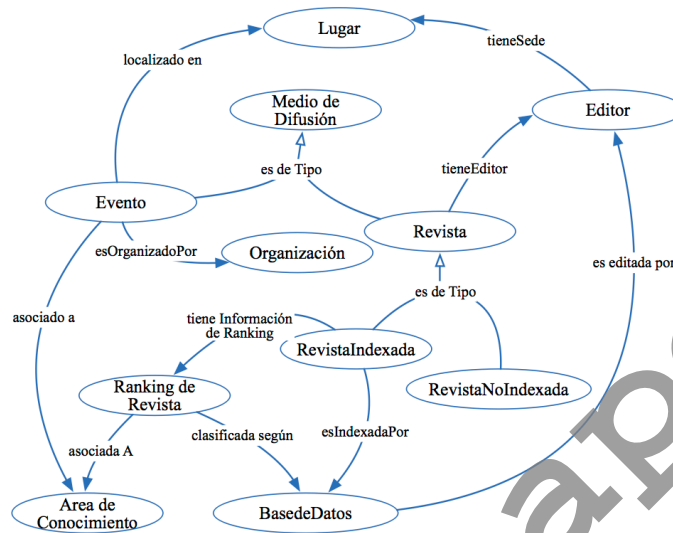 Lugar
tieneSede
localizado en
Medio de
Difusión
Editor
es de Tipo
tieneEditor
Evento
Revista
esOrganizadoPor
Organización
es editada por
es de Tipo
asociado a
tiene Información
de Ranking
RevistaIndexada
RevistaNoIndexada
Ranking de
Revista
clasificada según
esIndexadaPor
asociada A
Area de
Conocimiento
BasedeDatos